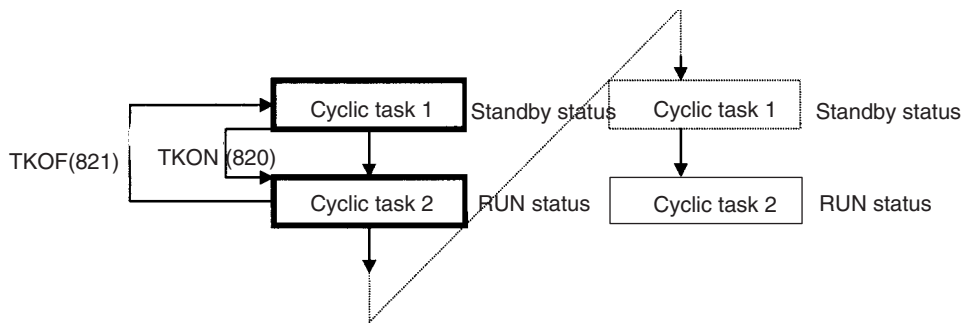 Cyclic task 1
Standby status
Cyclic task 1
Standby status
TKOF(821)
TKON (820)
Cyclic task 2
RUN status
Cyclic task 2
RUN status